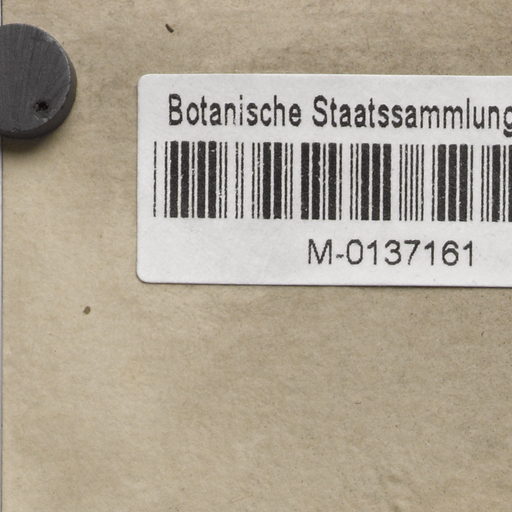 Botanische Staatssammlung
M-0137161